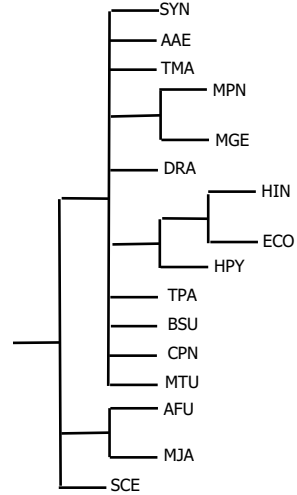 SYN
AAE
TMA
MPN
MGE
DRA
HIN
ECO
HPY
TPA
BSU
CPN
MTU
AFU
MJA
SCE